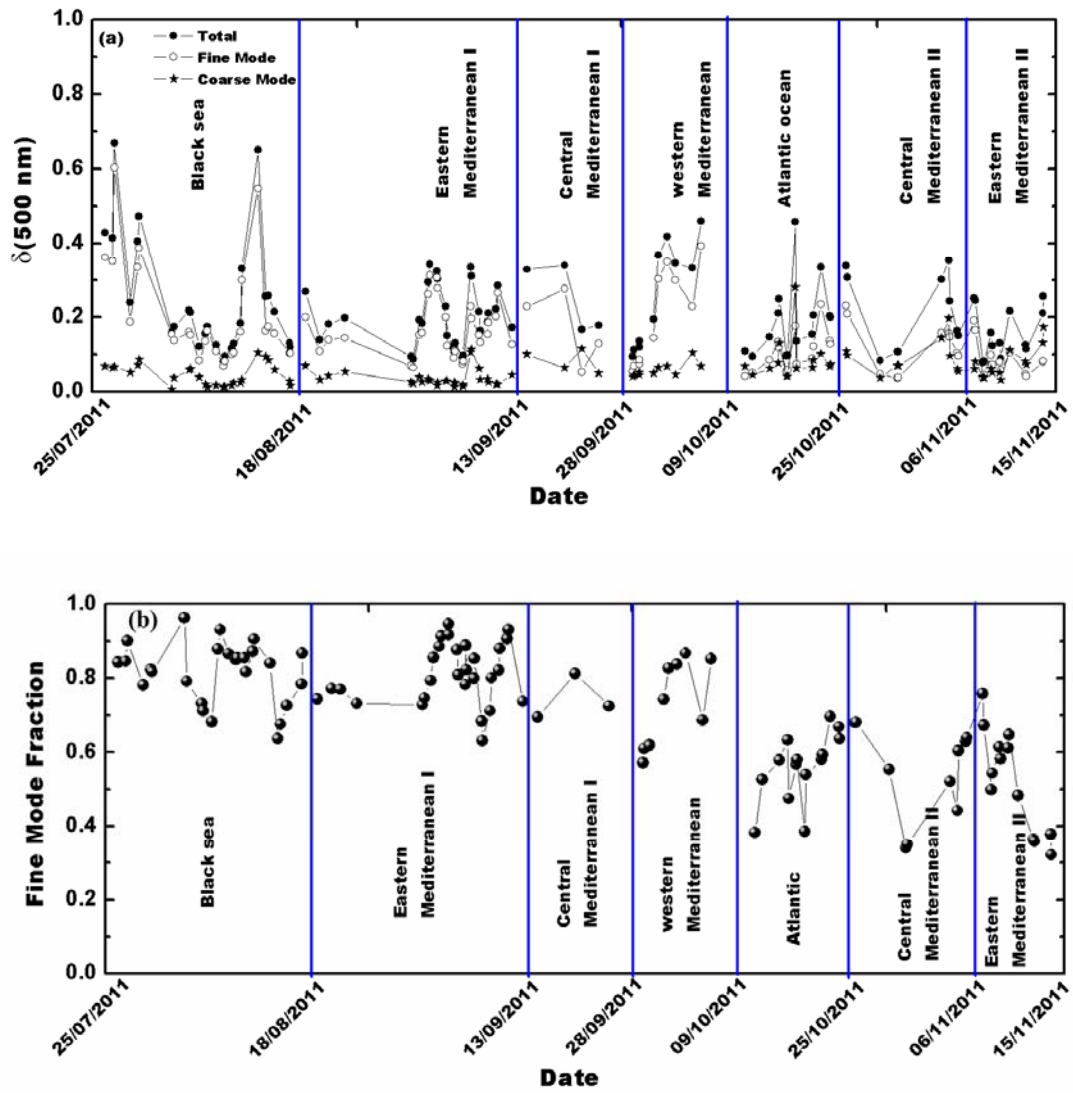 (a)
Total
Fine Mode
Coarse Mode
1.0
0.8
0.6
0.4
0.2
0.0
δ(500 nm)
Black sea
Eastern
Mediterranean I
Central
Mediterranean I
western
Mediterranean
Atlantic ocean
Central
Mediterranean II
Eastern
Mediterranean II
25/07/2011
18/08/2011
13/09/2011
28/09/2011
09/10/2011
25/10/2011
06/11/2011
15/11/2011
Date
(b)
1.0
0.8
0.6
0.4
0.2
0.0
Fine Mode Fraction
Black sea
Eastern
Mediterranean I
Central
Mediterranean I
western
Mediterranean
Atlantic
Central
Mediterranean II
Eastern
Mediterranean II
25/07/2011
18/08/2011
13/09/2011
28/09/2011
09/10/2011
25/10/2011
06/11/2011
15/11/2011
Date